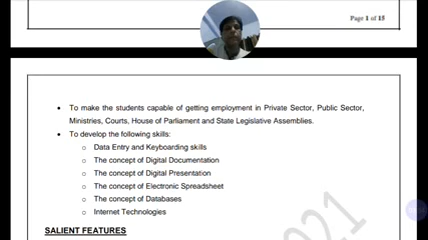 Page 1 of 15
• To make the students capable of getting employment in Private Sector, Public Sector,
Ministries, Courts, House of Parliament and State Legislative Assemblies.
• To develop the following skills:
o Data Entry and Keyboarding skills
o The concept of Digital Documentation
o The concept of Digital Presentation
o The concept of Electronic Spreadsheet
o The concept of Databases
o Internet Technologies
2021
SALIENT FEATURES